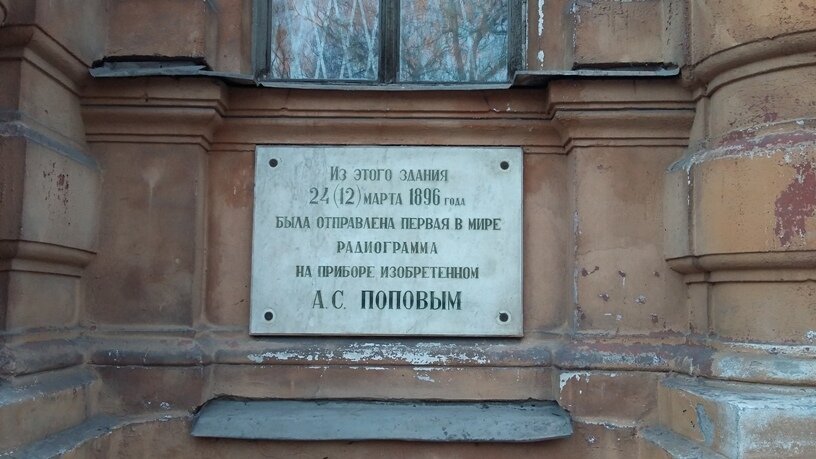 Из этого здания
24 (12) марта 1896 года
была отправлена первая в мире
радиограмма
на приборе изобретенном
А.С. ПОПОВЫМ